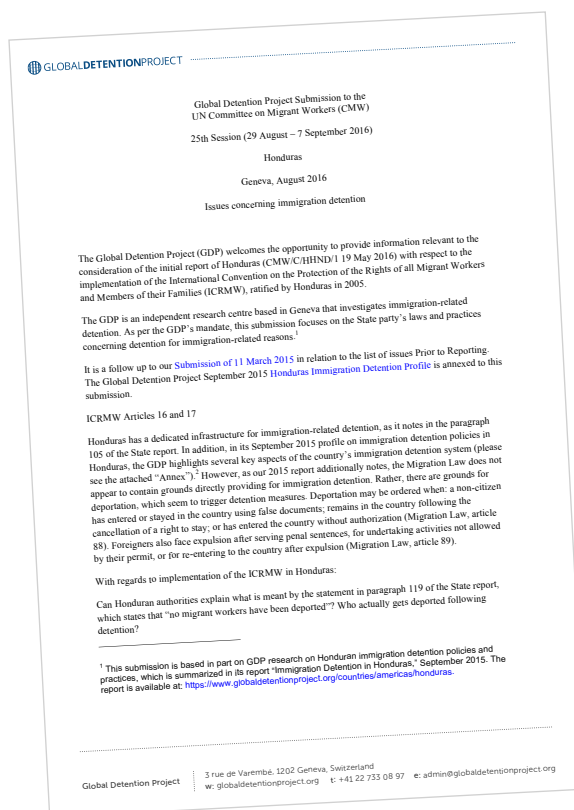 GLOBALDETENTIONPROJECT
Global Detention Project Submission to the
UN Committee on Migrant Workers (CMW)
25th Session (29 August – 7 September 2016)
Honduras
Geneva, August 2016
Issues concerning immigration detention
The Global Detention Project (GDP) welcomes the opportunity to provide information relevant to the
consideration of the initial report of Honduras (CMW/C/HHND/1 19 May 2016) with respect to the
implementation of the International Convention on the Protection of the Rights of all Migrant Workers
and Members of their Families (ICRMW), ratified by Honduras in 2005.
The GDP is an independent research centre based in Geneva that investigates immigration-related
detention. As per the GDP's mandate, this submission focuses on the State party's laws and practices
concerning detention for immigration-related reasons.1
It is a follow up to our Submission of 11 March 2015 in relation to the list of issues Prior to Reporting.
The Global Detention Project September 2015 Honduras Immigration Detention Profile is annexed to this
submission.
ICRMW Articles 16 and 17
Honduras has a dedicated infrastructure for immigration-related detention, as it notes in the paragraph
105 of the State report. In addition, in its September 2015 profile on immigration detention policies in
Honduras, the GDP highlights several key aspects of the country's immigration detention system (please
see the attached "Annex").2 However, as our 2015 report additionally notes, the Migration Law does not
appear to contain grounds directly providing for immigration detention. Rather, there are grounds for
deportation, which seem to trigger detention measures. Deportation may be ordered when: a non-citizen
has entered or stayed in the country using false documents; remains in the country following the
cancellation of a right to stay; or has entered the country without authorization (Migration Law, article
88). Foreigners also face expulsion after serving penal sentences, for undertaking activities not allowed
by their permit, or for re-entering to the country after expulsion (Migration Law, article 89).
With regards to implementation of the ICRMW in Honduras:
Can Honduran authorities explain what is meant by the statement in paragraph 119 of the State report,
which states that "no migrant workers have been deported"? Who actually gets deported following
detention?
1 This submission is based in part on GDP research on Honduran immigration detention policies and
practices, which is summarized in its report "Immigration Detention in Honduras," September 2015. The
report is available at: https://www.globaldetentionproject.org/countries/americas/honduras.
Global Detention Project
3 rue de Varembé, 1202 Geneva, Switzerland
w: globaldetentionproject.org t: +41 22 733 08 97 e: admin@globaldetentionproject.org